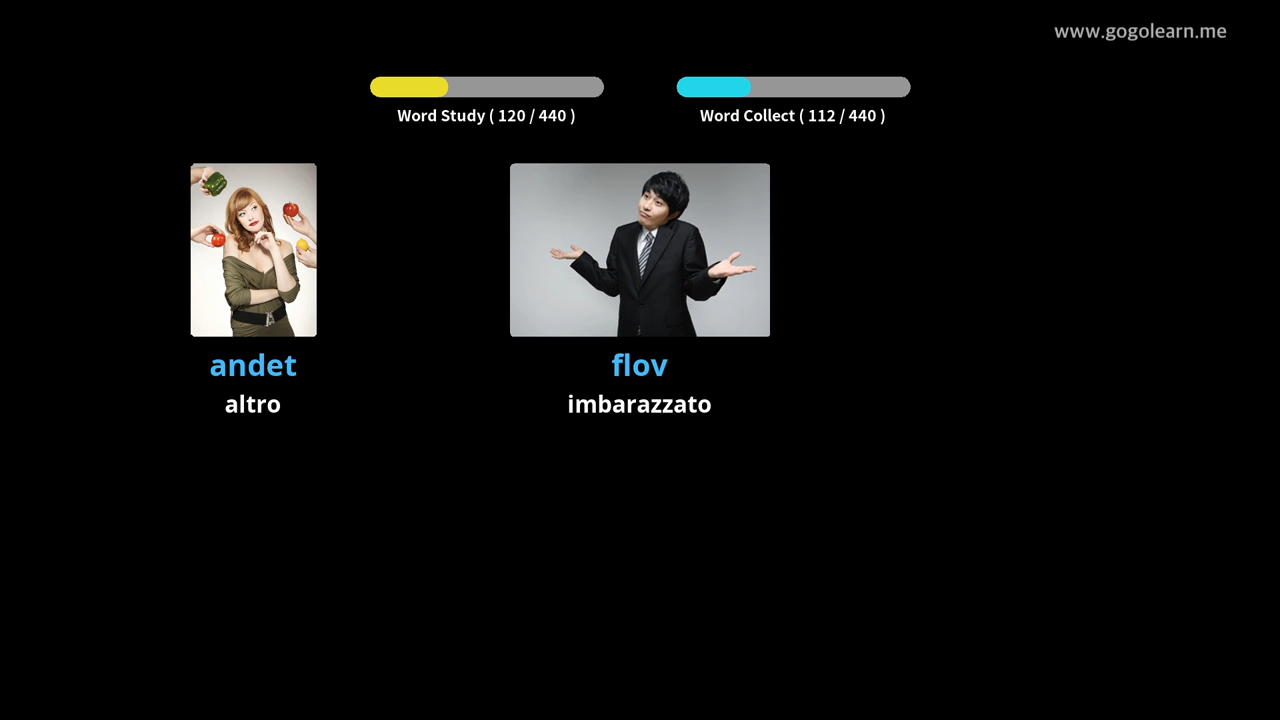 www.gogolearn.me
Word Study ( 120 / 440 )
Word Collect ( 112 / 440 )
andet
altro
flov
imbarazzato